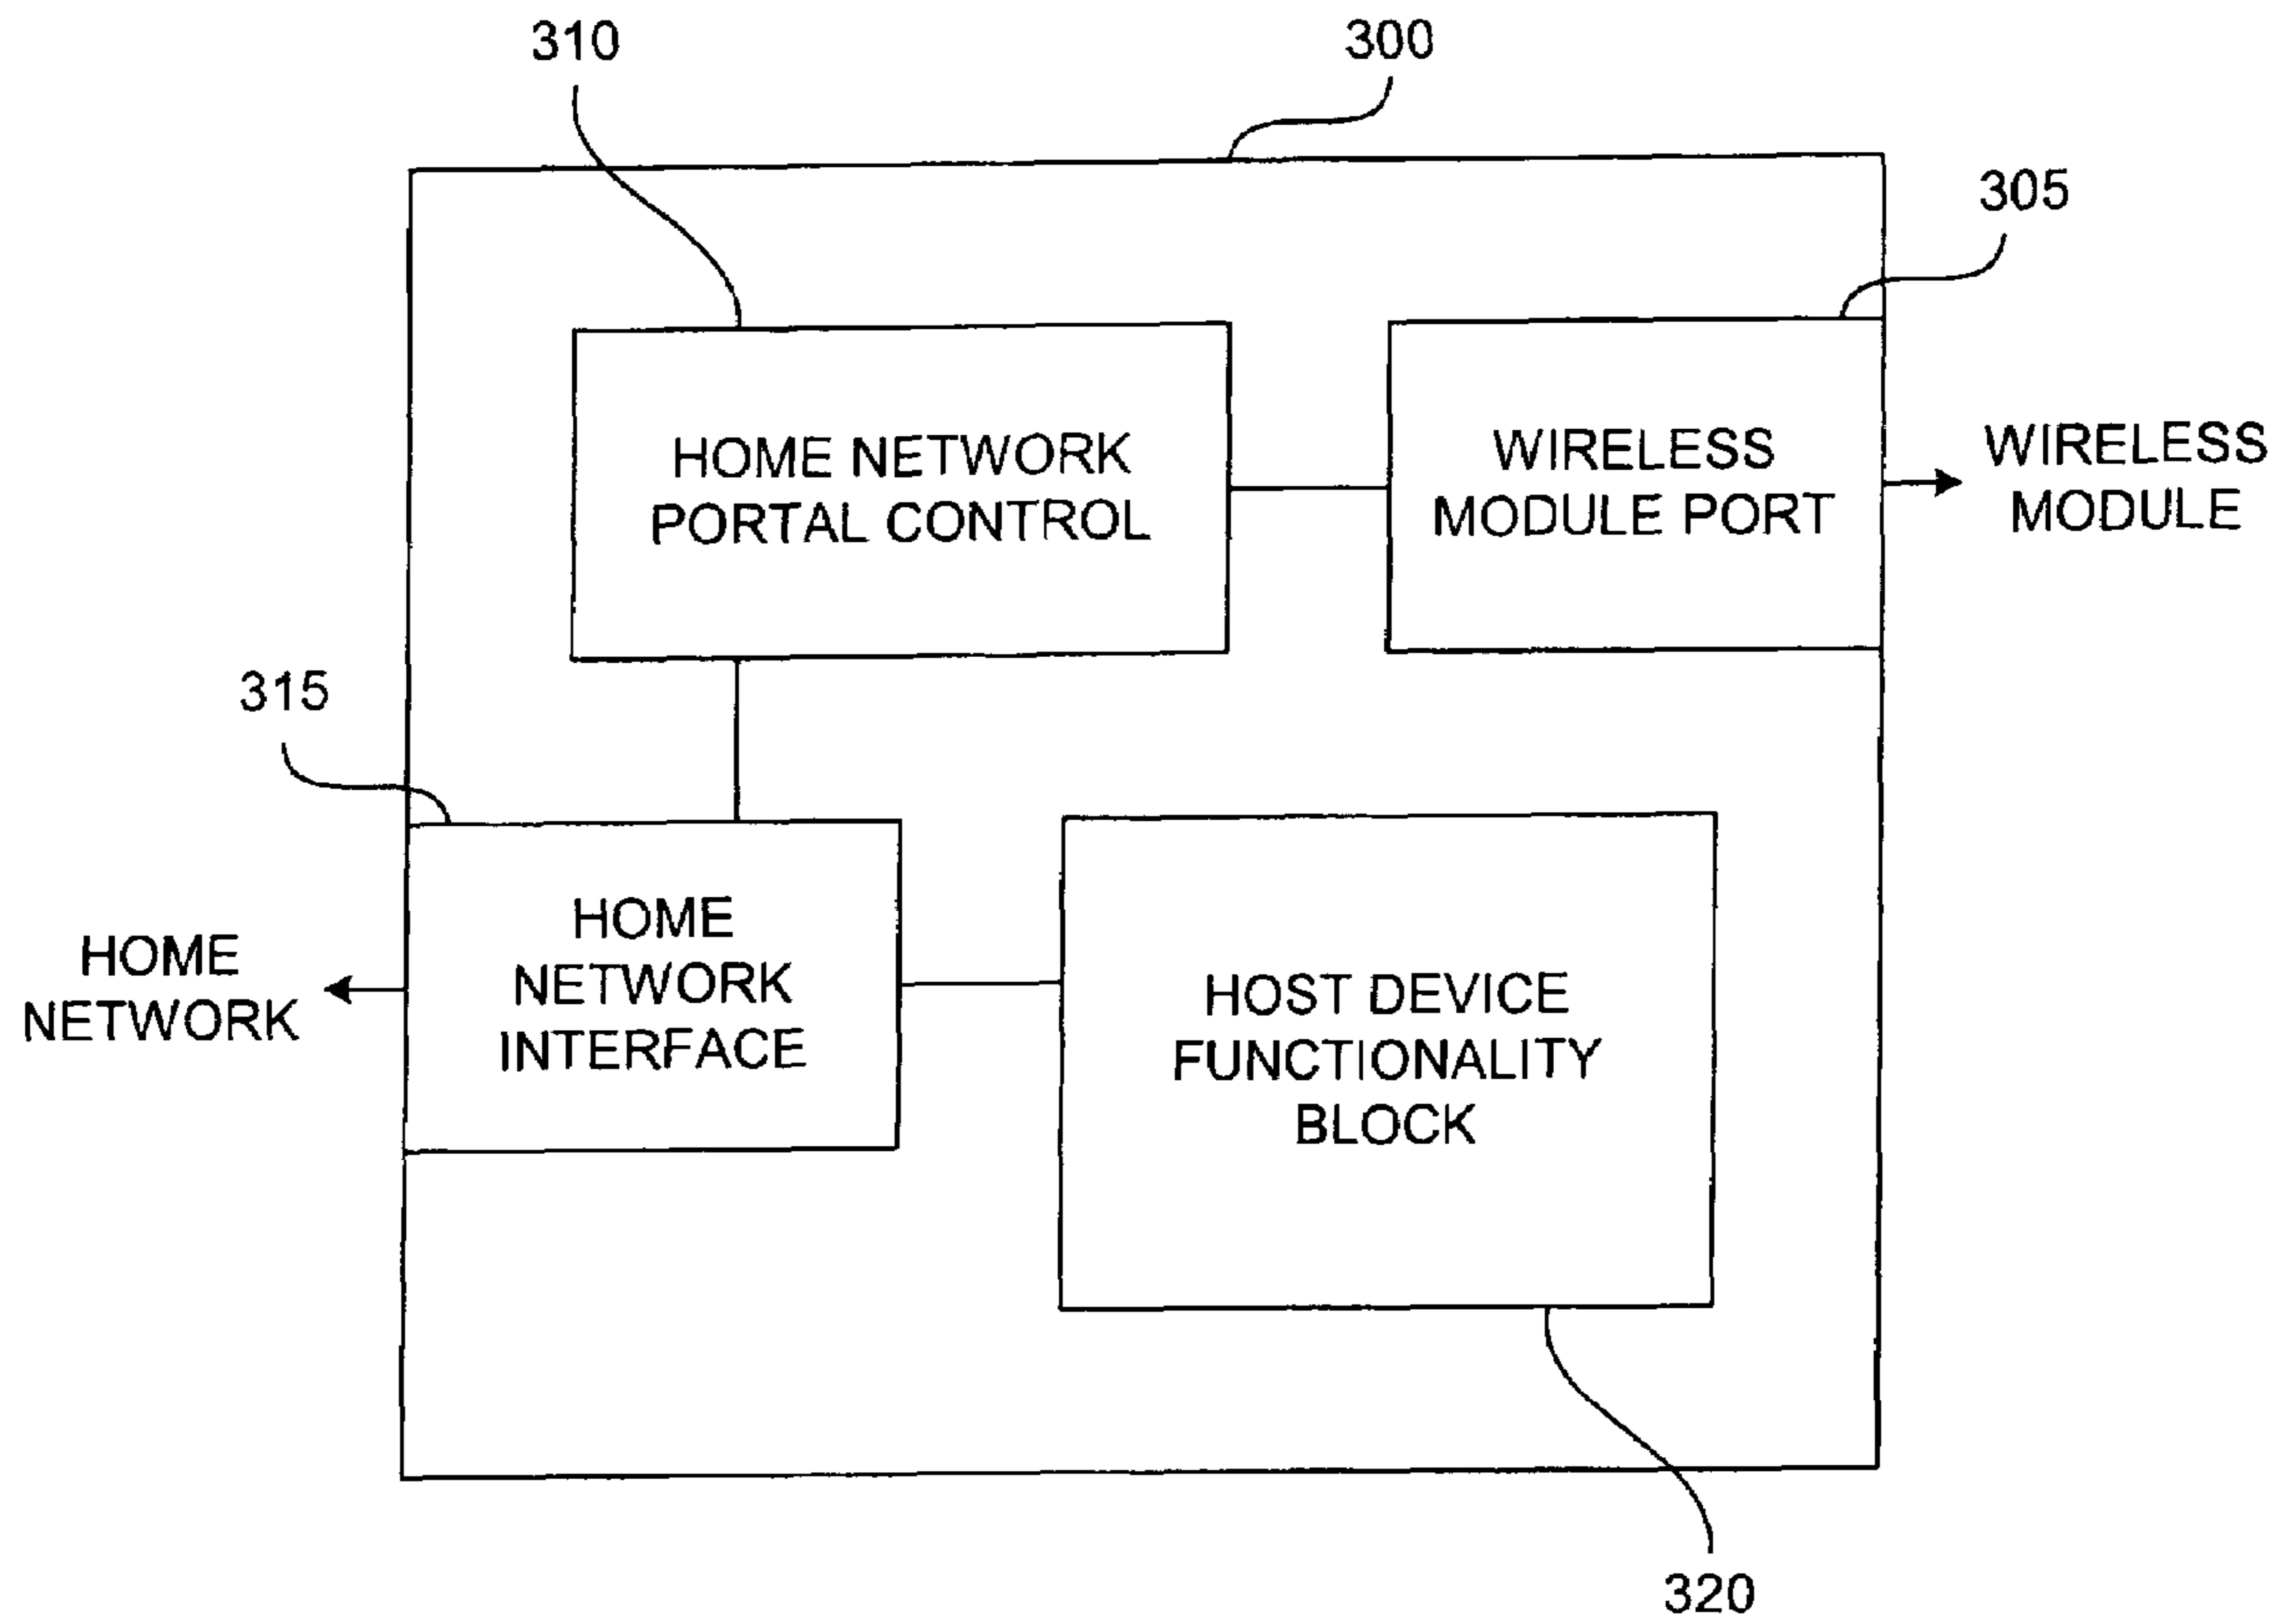 310
300
305
HOME NETWORK
PORTAL CONTROL
WIRELESS
MODULE PORT
WIRELESS
MODULE
315
HOME
NETWORK
HOME
NETWORK
INTERFACE
HOST DEVICE
FUNCTIONALITY
BLOCK
320